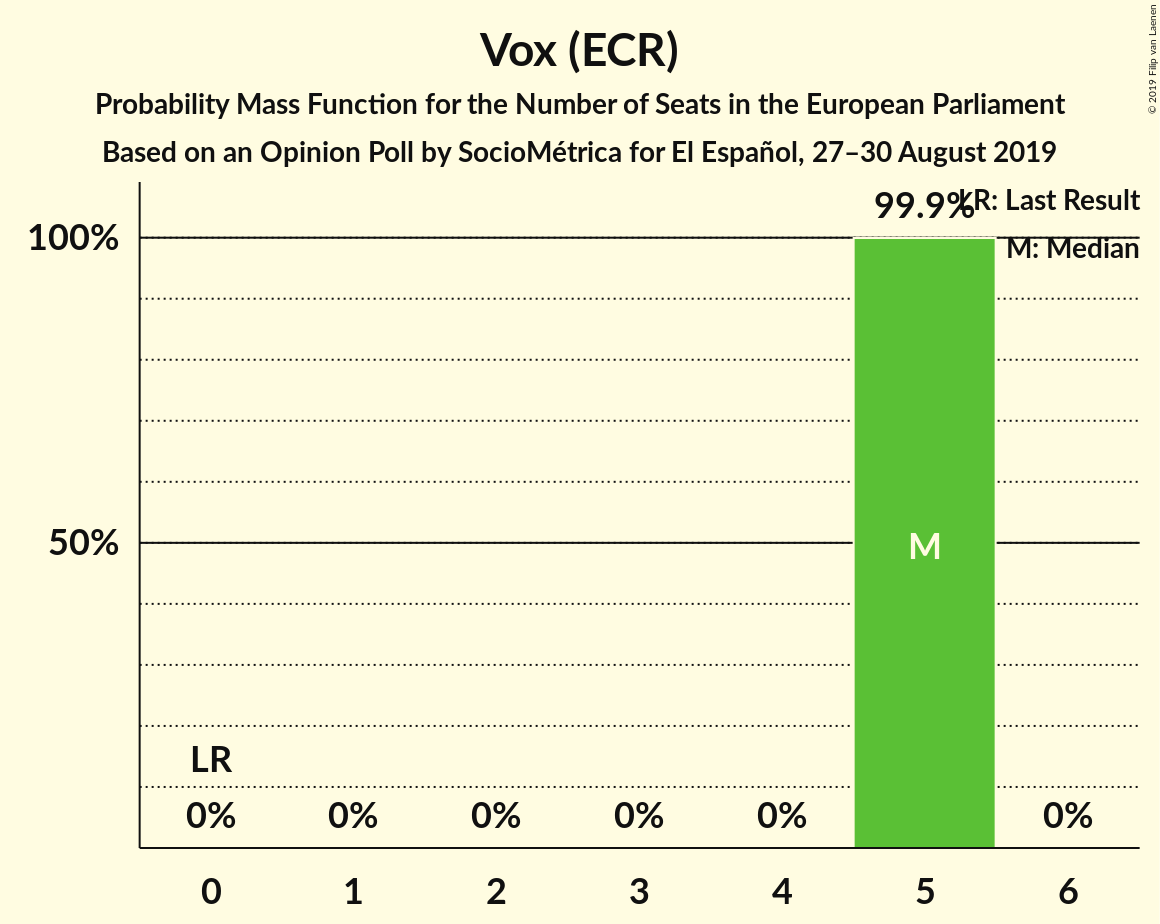 Vox (ECR)
Probability Mass Function for the Number of Seats in the European Parliament
Based on an Opinion Poll by SocioMétrica for El Español, 27–30 August 2019
© 2019 Filip van Laenen
99.9%
LR: Last Result
M: Median
100%
50%
M
LR
0% 0% 0% 0% 0% 0%
0 1 2 3 4 5 6